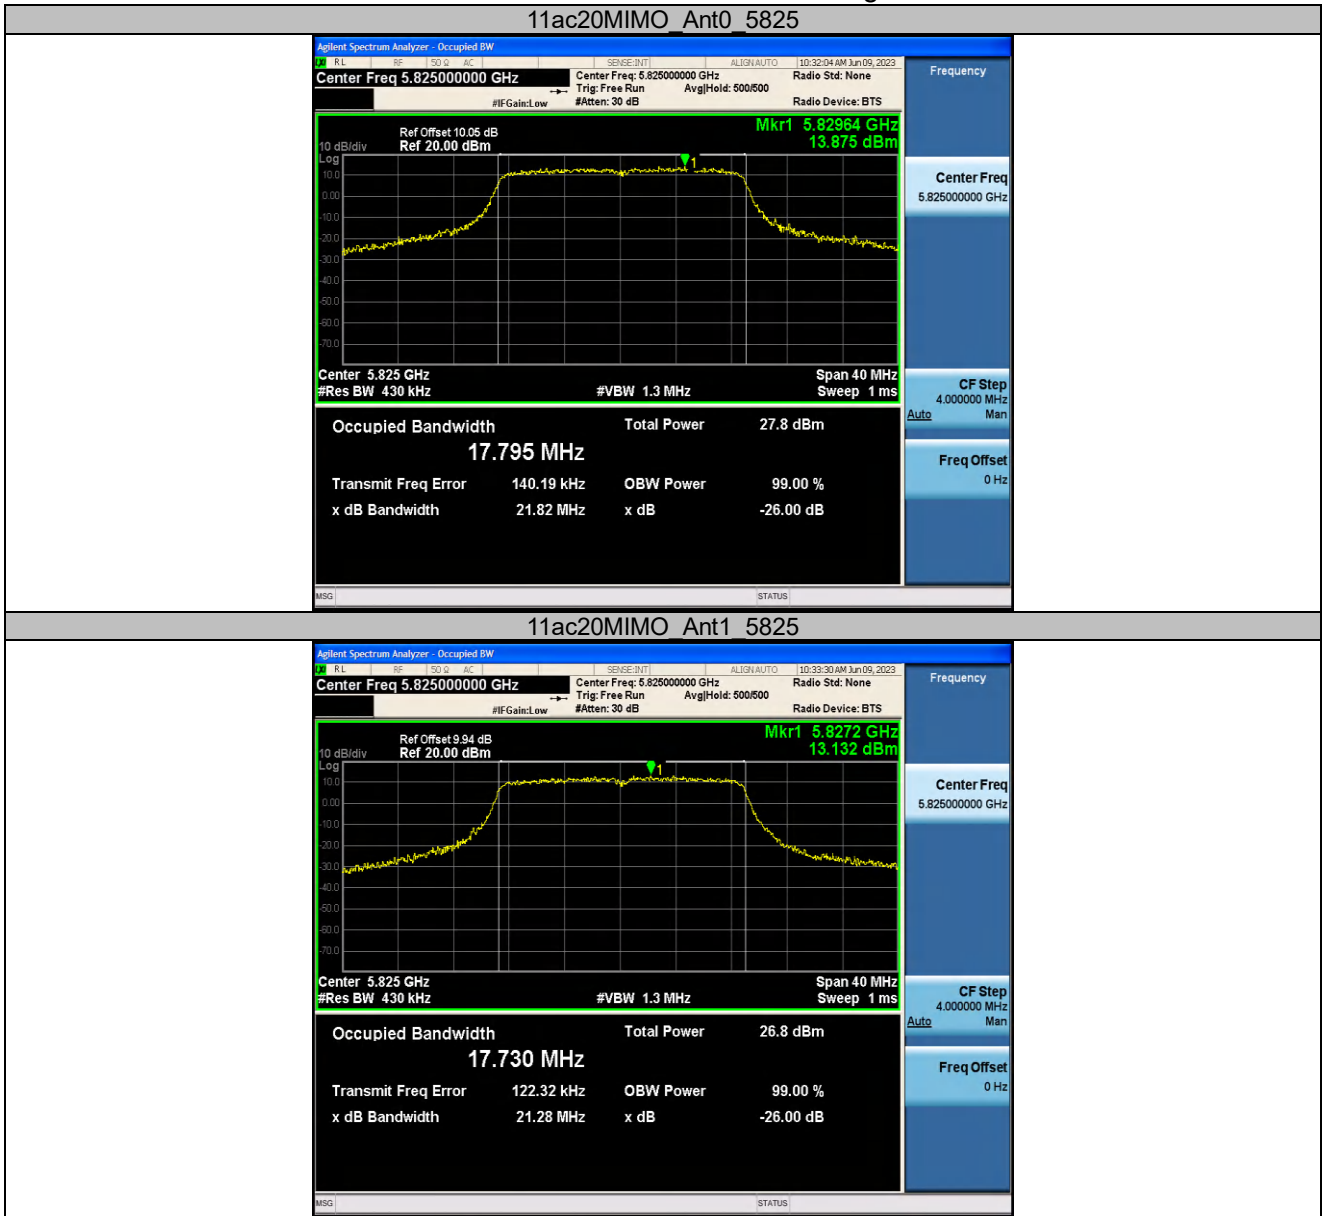 11ac20MIMO_Ant0_5825
Agilent Spectrum Analyzer - Occupied BW
RL RF 50 Ω AC SENSE:INT ALIGN AUTO 10:32:04 AM Jun 09, 2023
Center Freq 5.825000000 GHz
Center Freq: 5.825000000 GHz
Radio Std: None
Trig: Free Run Avg|Hold: 500/500
#IFGain:Low
#Atten: 30 dB
Radio Device: BTS
Frequency
Mkr1 5.82964 GHz
13.875 dBm
Ref Offset 10.05 dB
10 dB/div Ref 20.00 dBm
Log
10.0
0.00
-10.0
-20.0
-30.0
-40.0
-50.0
-60.0
-70.0
1
Center 5.825 GHz Span 40 MHz
#Res BW 430 kHz #VBW 1.3 MHz Sweep 1 ms
Occupied Bandwidth Total Power 27.8 dBm
17.795 MHz
Transmit Freq Error 140.19 kHz OBW Power 99.00 %
x dB Bandwidth 21.82 MHz x dB -26.00 dB
Center Freq
5.825000000 GHz
CF Step
4.000000 MHz
Auto Man
Freq Offset
0 Hz
MSG STATUS
11ac20MIMO_Ant1_5825
Agilent Spectrum Analyzer - Occupied BW
RL RF 50 Ω AC SENSE:INT ALIGN AUTO 10:33:30 AM Jun 09, 2023
Center Freq 5.825000000 GHz
Center Freq: 5.825000000 GHz
Radio Std: None
Trig: Free Run Avg|Hold: 500/500
#IFGain:Low
#Atten: 30 dB
Radio Device: BTS
Frequency
Mkr1 5.8272 GHz
13.132 dBm
Ref Offset 9.94 dB
10 dB/div Ref 20.00 dBm
Log
10.0
0.00
-10.0
-20.0
-30.0
-40.0
-50.0
-60.0
-70.0
1
Center 5.825 GHz Span 40 MHz
#Res BW 430 kHz #VBW 1.3 MHz Sweep 1 ms
Occupied Bandwidth Total Power 26.8 dBm
17.730 MHz
Transmit Freq Error 122.32 kHz OBW Power 99.00 %
x dB Bandwidth 21.28 MHz x dB -26.00 dB
Center Freq
5.825000000 GHz
CF Step
4.000000 MHz
Auto Man
Freq Offset
0 Hz
MSG STATUS